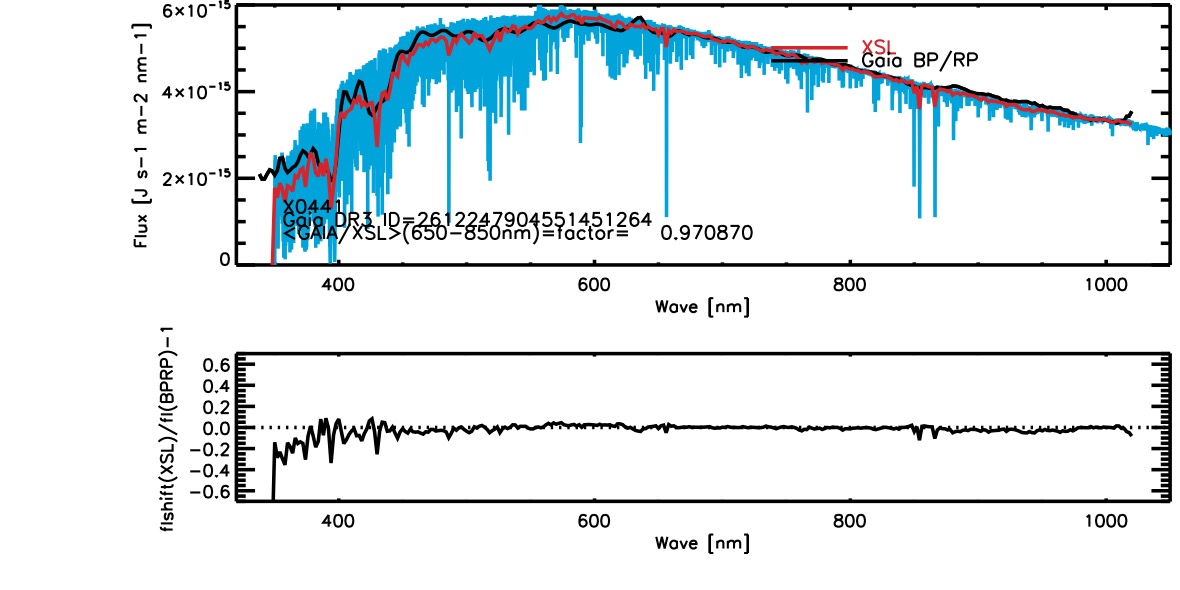 6×10−15
4×10−15
2×10−15
0
Flux [J s−1 m−2 nm−1]
XSL
Gaia BP/RP
X0441
Gaia DR3 ID=2612247904551451264
<GAIA/XSL>(650−850nm)=factor= 0.970870
400 600 800 1000
Wave [nm]
flshift(XSL)/fl(BPRP)−1
0.6
0.4
0.2
0.0
−0.2
−0.4
−0.6
400 600 800 1000
Wave [nm]